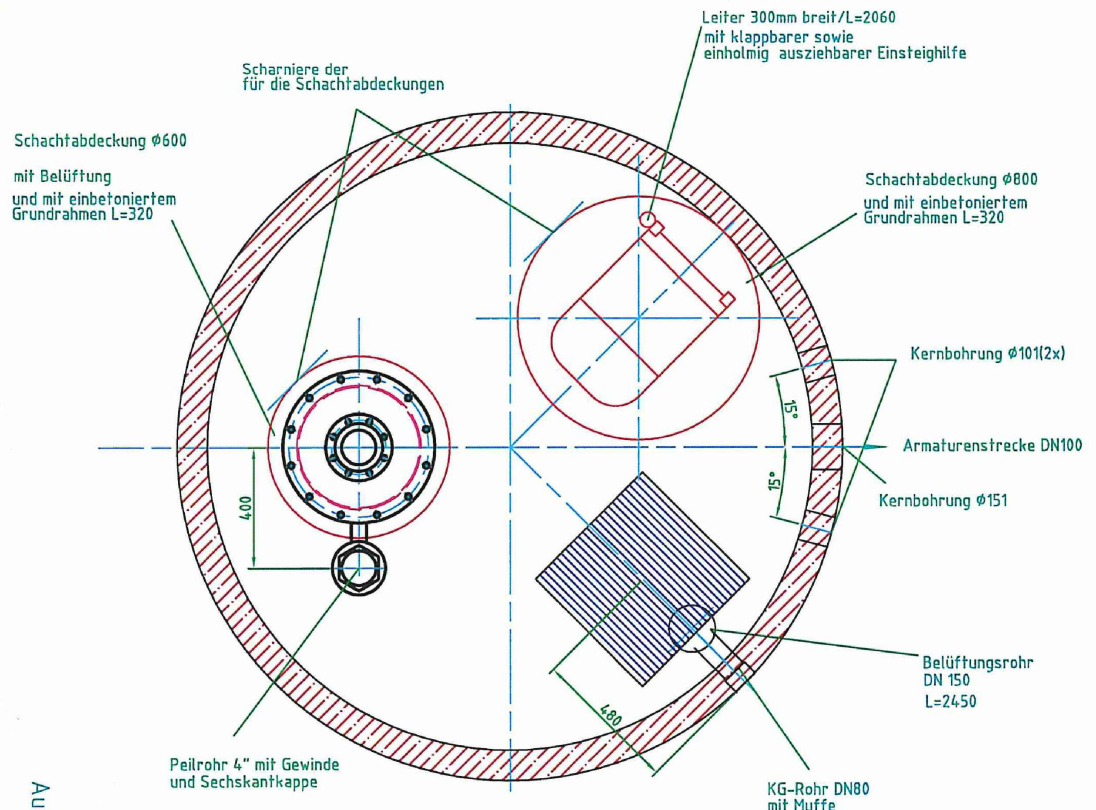 Leiter 300mm breit/L=2060
mit klappbarer sowie
einholmig ausziehbarer Einsteighilfe
Scharniere der
für die Schachtabdeckungen
Schachtabdeckung Ø600
mit Belüftung
und mit einbetoniertem
Grundrahmen L=320
Schachtabdeckung Ø800
und mit einbetoniertem
Grundrahmen L=320
Kernbohrung Ø101(2x)
15°
Armaturenstrecke DN100
15°
Kernbohrung Ø151
400
Belüftungsrohr
DN 150
L=2450
480
Peilrohr 4" mit Gewinde
und Sechskantkappe
KG-Rohr DN80
mit Muffe
Au